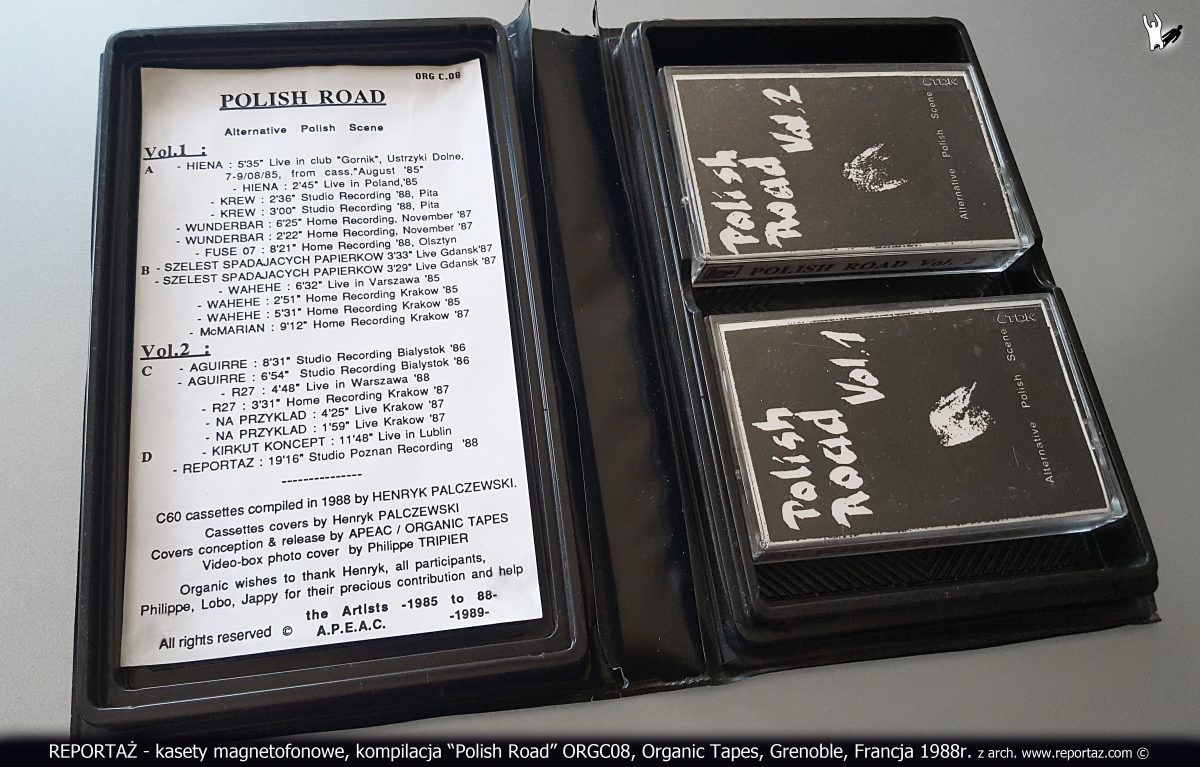 ORG C.08
POLISH ROAD
Alternative Polish Scene
Vol.1 :
A - HIENA : 5'35" Live in club "Gornik", Ustrzyki Dolne,
7-9/08/85, from cass."August '85"
- HIENA : 2'45" Live in Poland,'85
- KREW : 2'36" Studio Recording '88, Pita
- KREW : 3'00" Studio Recording '88, Pita
- WUNDERBAR : 6'25" Home Recording, November '87
- WUNDERBAR : 2'22" Home Recording, November '87
- FUSE 07 : 8'21" Home Recording '88, Olsztyn
B - SZELEST SPADAJACYCH PAPIERKOW 3'33" Live Gdansk'87
- SZELEST SPADAJACYCH PAPIERKOW 3'29" Live Gdansk '87
- WAHEHE : 6'32" Live in Varszawa '85
- WAHEHE : 2'51" Home Recording Krakow '85
- WAHEHE : 5'31" Home Recording Krakow '85
- McMARIAN : 9'12" Home Recording Krakow '87
Vol.2 :
C - AGUIRRE : 8'31" Studio Recording Bialystok '86
- AGUIRRE : 6'54" Studio Recording Bialystok '86
- R27 : 4'48" Live in Warszawa '88
- R27 : 3'31" Home Recording Krakow '87
- NA PRZYKLAD : 4'25" Live Krakow '87
- NA PRZYKLAD : 1'59" Live Krakow '87
- KIRKUT KONCEPT : 11'48" Live in Lublin
D - REPORTAZ : 19'16" Studio Poznan Recording '88
---------------
C60 cassettes compiled in 1988 by HENRYK PALCZEWSKI.
Cassettes covers by Henryk PALCZEWSKI
Covers conception & release by APEAC / ORGANIC TAPES
Video-box photo cover by Philippe TRIPIER
Organic wishes to thank Henryk, all participants,
Philippe, Lobo, Jappy for their precious contribution and help
the Artists -1985 to 88-
All rights reserved © A.P.E.A.C. -1989-
Polish
Road Vol.2
Alternative Polish Scene
TDK
POLISH ROAD Vol. 2
Polish
Road Vol.1
Alternative Polish Scene
TDK
REPORTAŻ - kasety magnetofonowe, kompilacja “Polish Road” ORGC08, Organic Tapes, Grenoble, Francja 1988r. z arch. www.reportaz.com ©